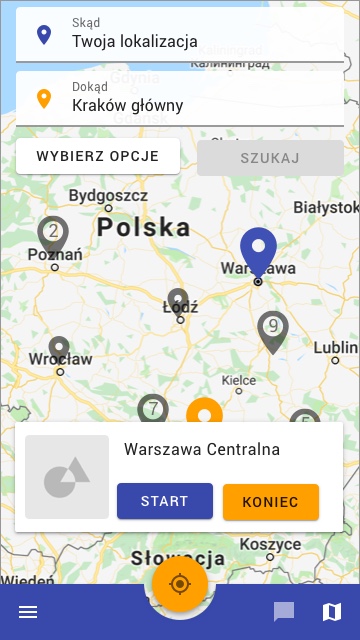 Skąd
Twoja lokalizacja
Калининград
Dokąd
Kraków główny
Gdynia
Gdańsk
WYBIERZ OPCJE
SZUKAJ
Bydgoszcz
Białystok
Polska
2
Poznań
Warszawa
Łódź
9
Wrocław
Lublin
Kielce
7
Warszawa Centralna
START
KONIEC
Koszyce
Słowacja
Wiedeń